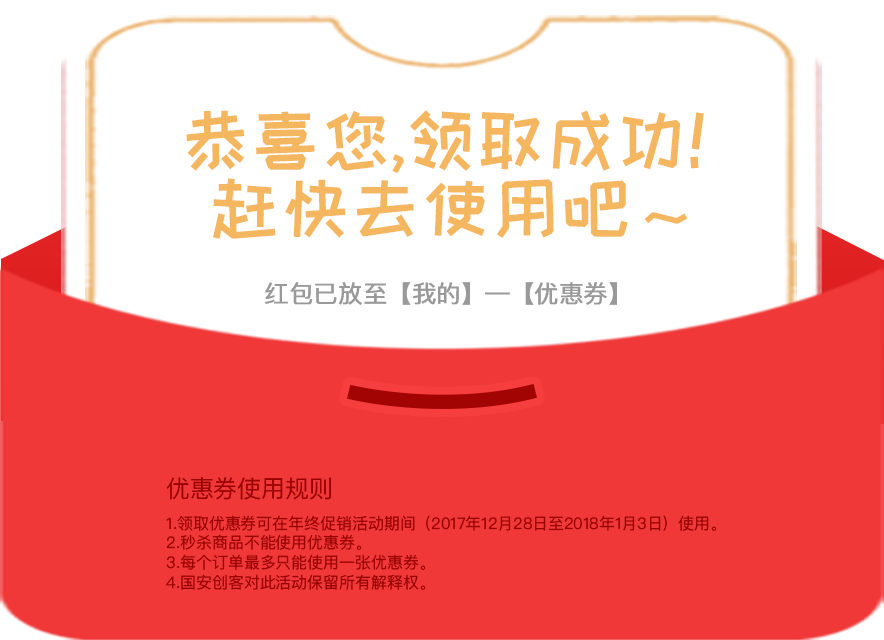 恭喜您,领取成功!
赶快去使用吧～
红包已放至【我的】—【优惠券】
优惠券使用规则
1.领取优惠券可在年终促销活动期间（2017年12月28日至2018年1月3日）使用。
2.秒杀商品不能使用优惠券。
3.每个订单最多只能使用一张优惠券。
4.国安创客对此活动保留所有解释权。